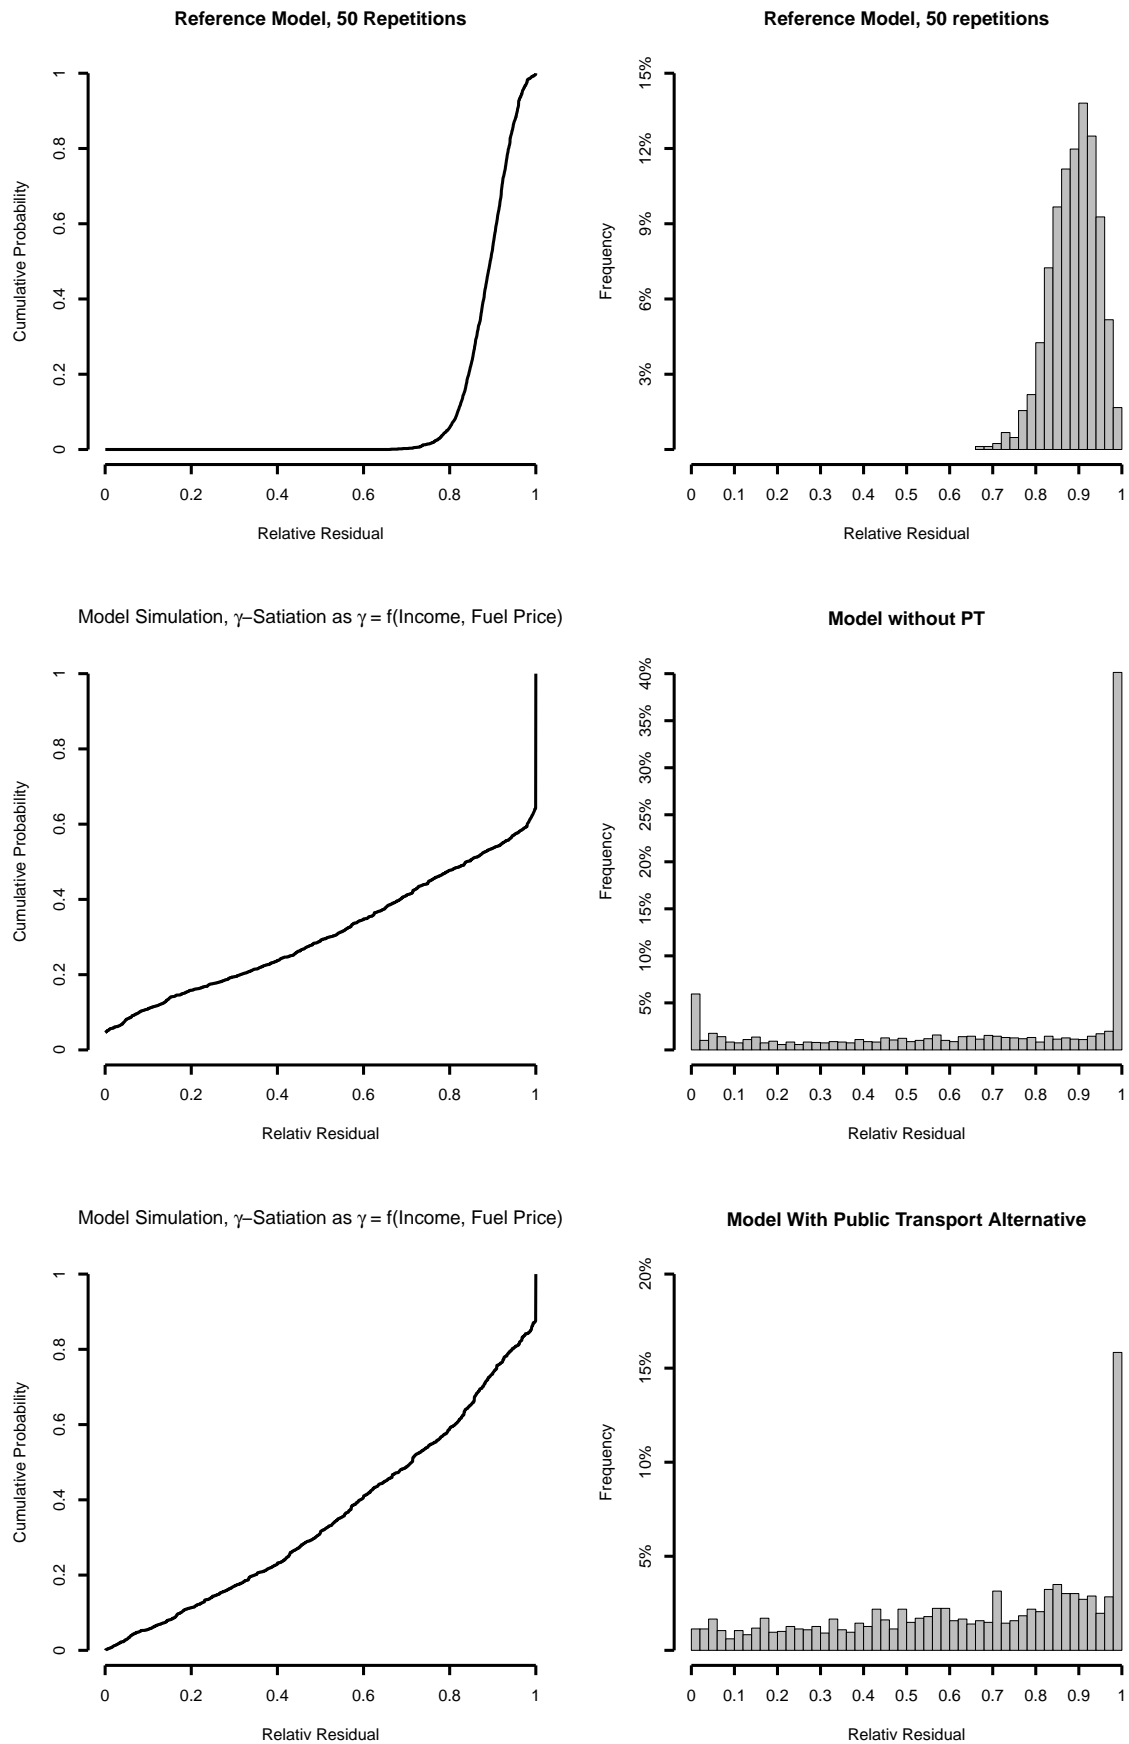 Reference Model, 50 Repetitions
Cumulative Probability
0 0.2 0.4 0.6 0.8 1
0 0.2 0.4 0.6 0.8 1
Relative Residual
Reference Model, 50 repetitions
Frequency
3% 6% 9% 12% 15%
0 0.1 0.2 0.3 0.4 0.5 0.6 0.7 0.8 0.9 1
Relative Residual
Model Simulation, γ−Satiation as γ = f(Income, Fuel Price)
Cumulative Probability
0 0.2 0.4 0.6 0.8 1
0 0.2 0.4 0.6 0.8 1
Relativ Residual
Model without PT
Frequency
5% 10% 15% 20% 25% 30% 35% 40%
0 0.1 0.2 0.3 0.4 0.5 0.6 0.7 0.8 0.9 1
Relativ Residual
Model Simulation, γ−Satiation as γ = f(Income, Fuel Price)
Cumulative Probability
0 0.2 0.4 0.6 0.8 1
0 0.2 0.4 0.6 0.8 1
Relativ Residual
Model With Public Transport Alternative
Frequency
5% 10% 15% 20%
0 0.1 0.2 0.3 0.4 0.5 0.6 0.7 0.8 0.9 1
Relativ Residual